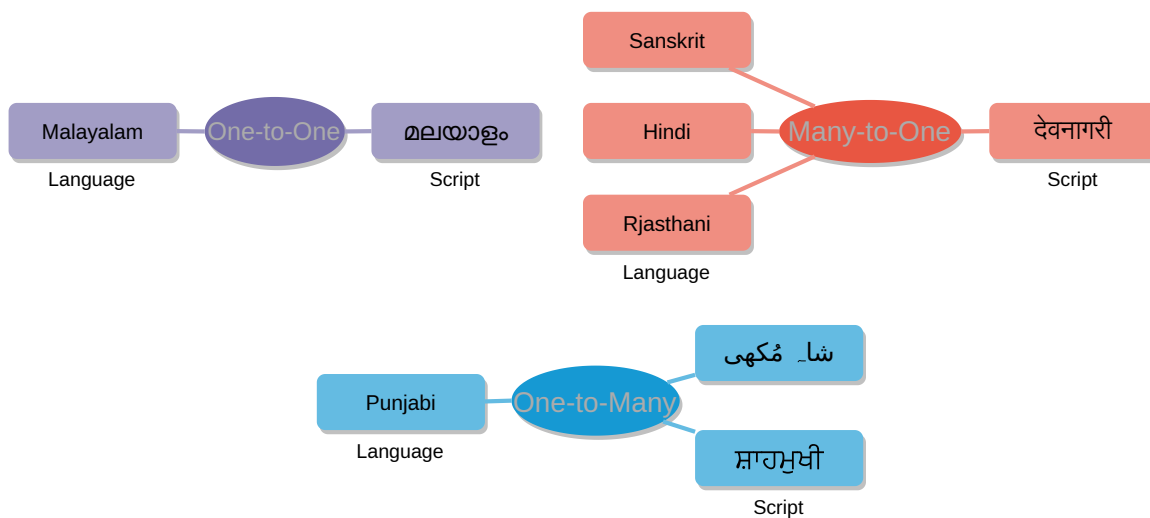 Malayalam
One-to-One
മലയാളം
Language
Script
Sanskrit
Hindi
Rjasthani
Language
Many-to-One
देवनागरी
Script
Punjabi
Language
One-to-Many
شاہ مُکھی
ਸ਼ਾਹਮੁਖੀ
Script